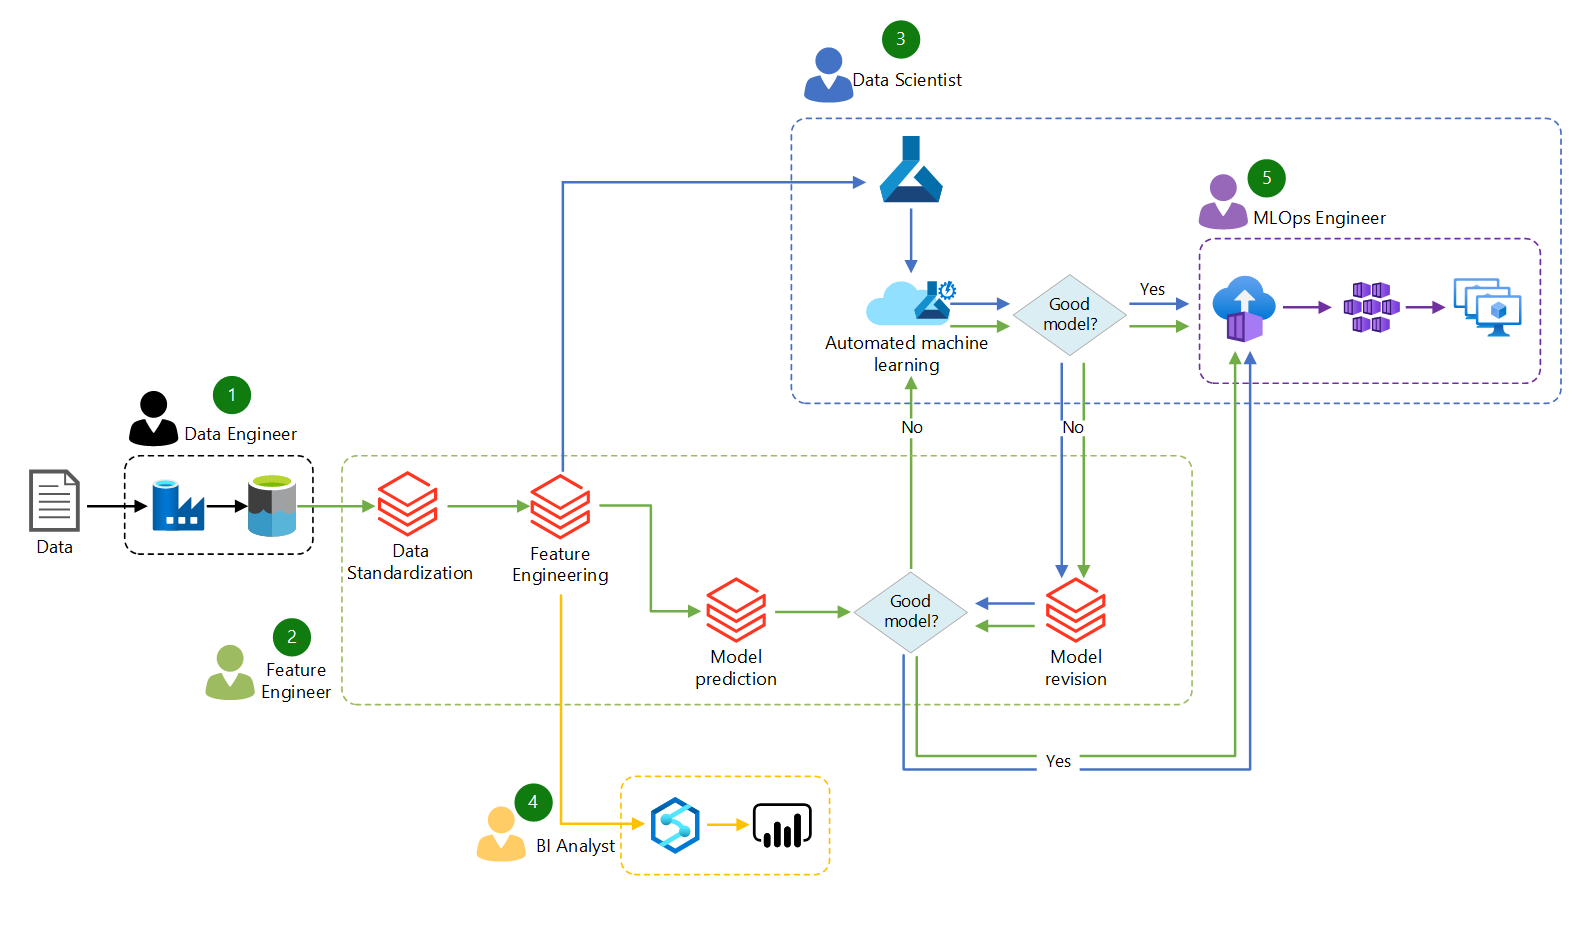 3
Data Scientist
5
MLOps Engineer
Good
model?
Yes
Automated machine
learning
No
No
1
Data Engineer
Data
Data
Standardization
Feature
Engineering
Model
prediction
Good
model?
Model
revision
2
Feature
Engineer
Yes
4
BI Analyst